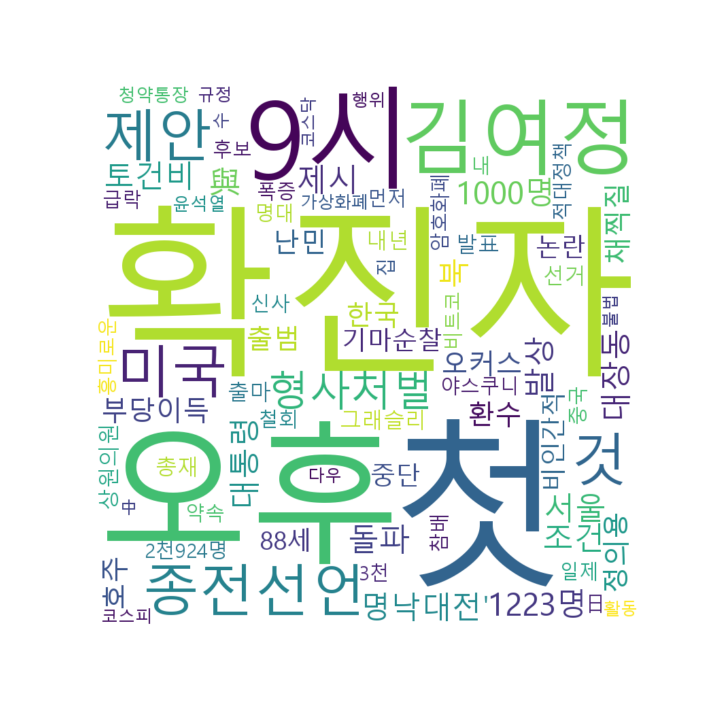 청약통장
규정
수
코스닥
행위
9시
김여정
제안
후보
내
적대정책
토건비
與
폭증
제시
1000명
채찍질
급락
윤석열
명대
가상화폐
먼저
암호화폐
확진자
난민
내년
발표
논란
집
북
선거
신사
한국
비트코
불법
흥미로운
출범
기마순찰
발상
대장동
미국
형사처벌
오커스
출마
야스쿠니
중국
부당이득
철회
그래슬리
환수
비인간적
오후
첫
것
상원의원
총재
대통령
다우
중단
서울
정의용
中
약속
88세
돌파
참배
조건
2천924명
호주
종전선언
3천
일제
명낙대전'
1223명
日
코스피
활동